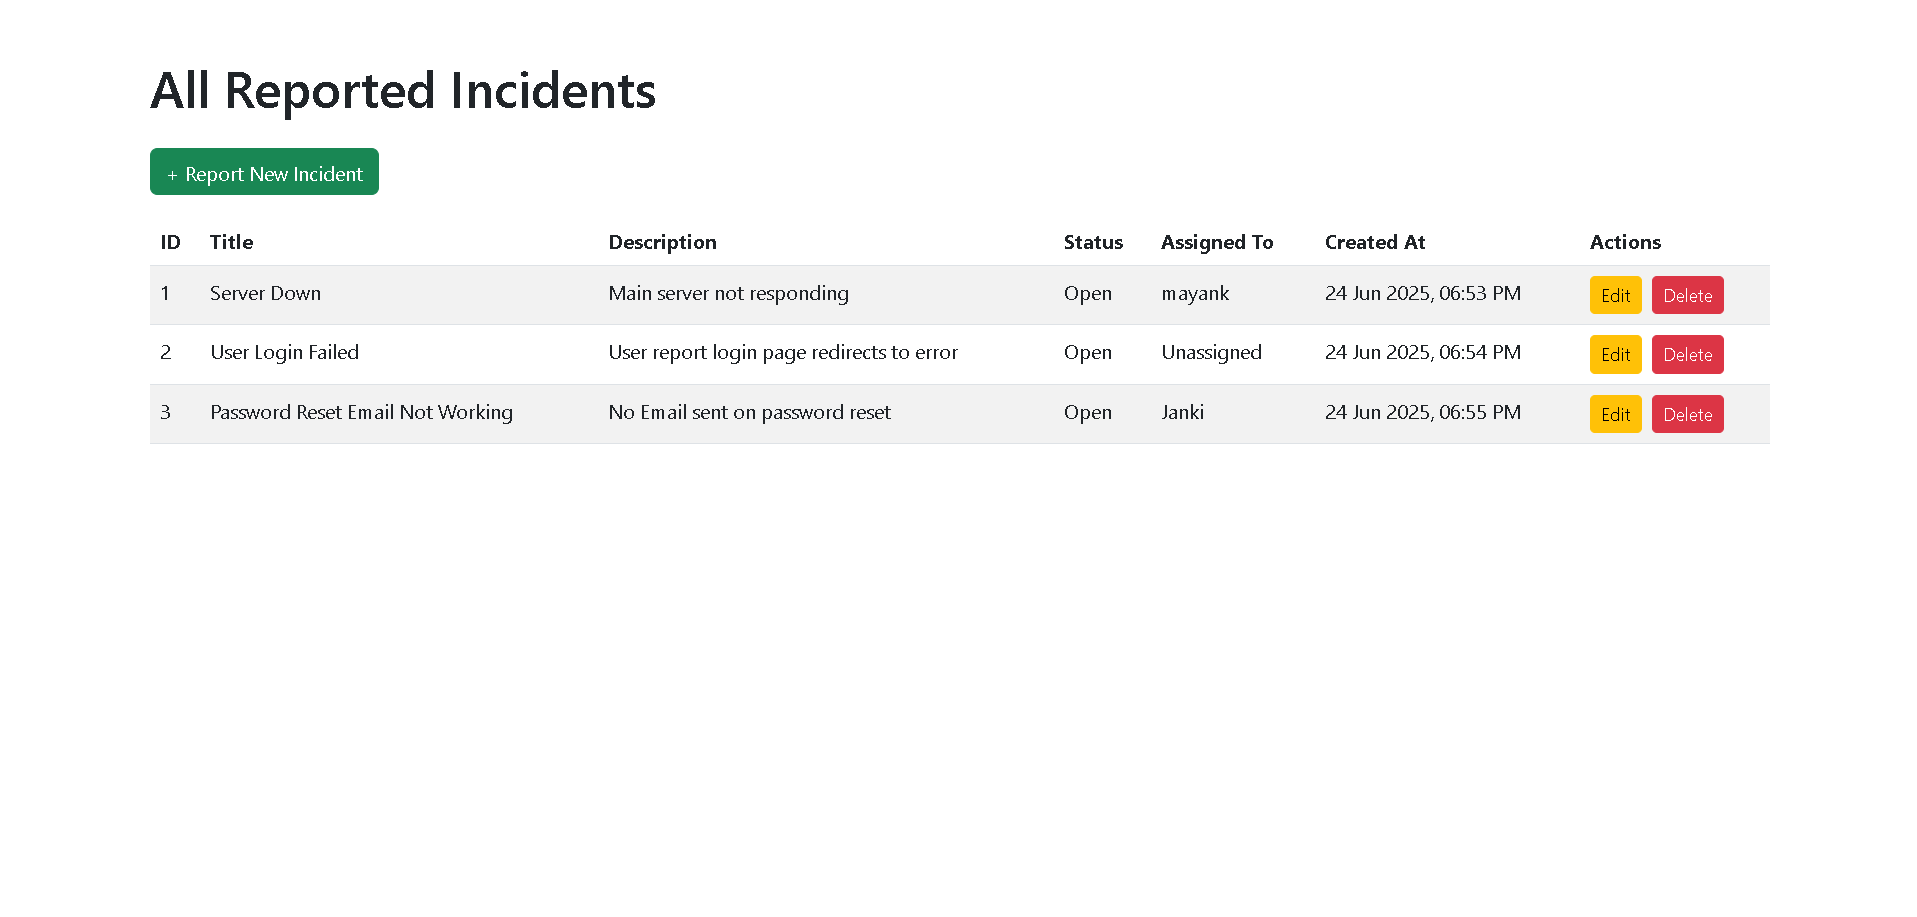 All Reported Incidents
+ Report New Incident
ID Title Description Status Assigned To Created At Actions
1 Server Down Main server not responding Open mayank 24 Jun 2025, 06:53 PM Edit Delete
2 User Login Failed User report login page redirects to error Open Unassigned 24 Jun 2025, 06:54 PM Edit Delete
3 Password Reset Email Not Working No Email sent on password reset Open Janki 24 Jun 2025, 06:55 PM Edit Delete